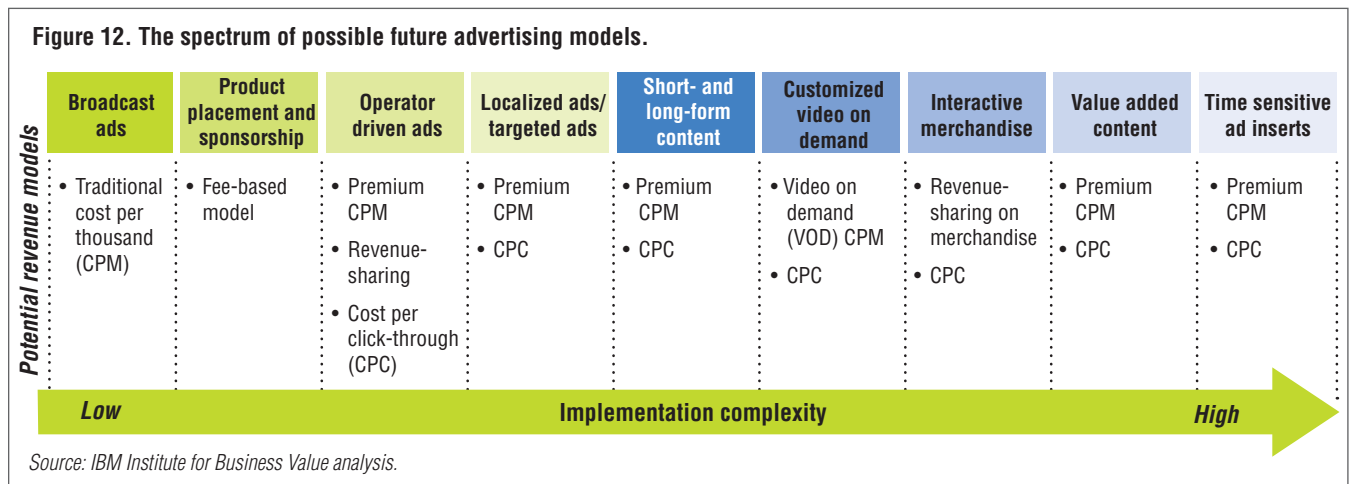 Figure 12. The spectrum of possible future advertising models.
Potential revenue models
Broadcast
ads
Product
placement and
sponsorship
Operator
driven ads
Localized ads/
targeted ads
Short- and
long-form
content
Customized
video on
demand
Interactive
merchandise
Value added
content
Time sensitive
ad inserts
• Traditional
cost per
thousand
(CPM)
• Fee-based
model
• Premium
CPM
• Revenue-
sharing
• Cost per
click-through
(CPC)
• Premium
CPM
• CPC
• Premium
CPM
• CPC
• Video on
demand
(VOD) CPM
• CPC
• Revenue-
sharing on
merchandise
• CPC
• Premium
CPM
• CPC
• Premium
CPM
• CPC
Low Implementation complexity High
Source: IBM Institute for Business Value analysis.